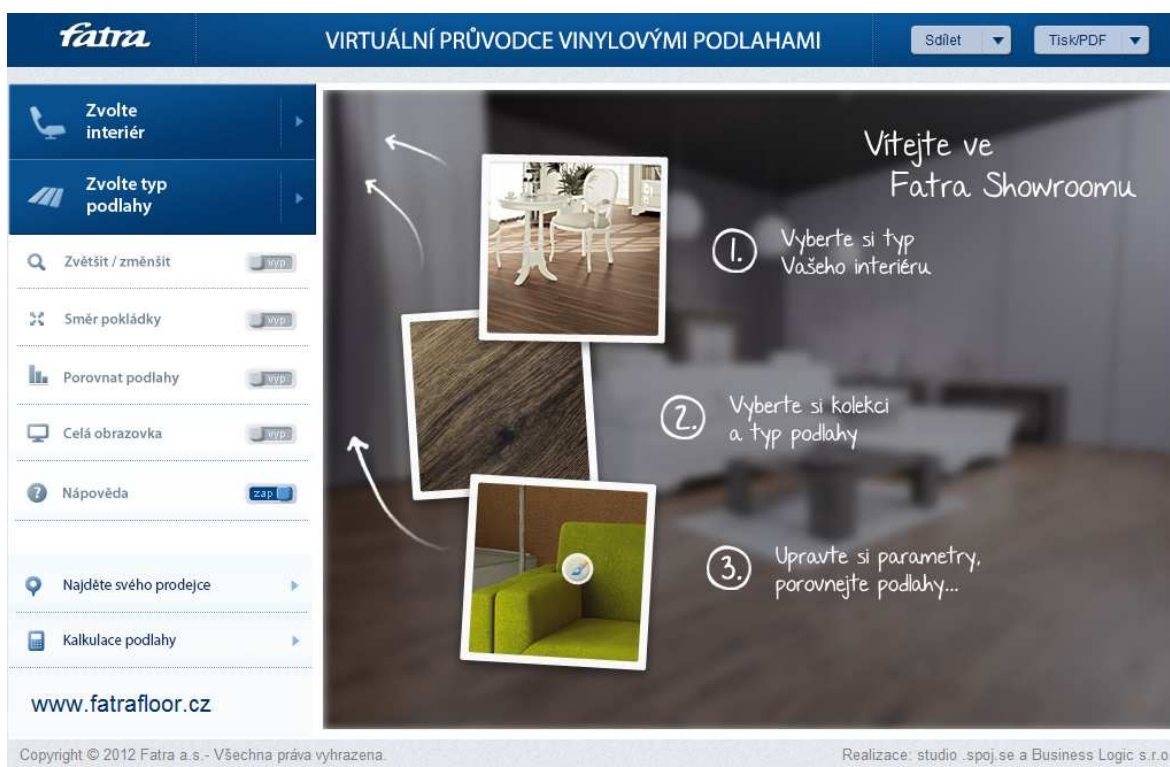 fatra
VIRTUÁLNÍ PRŮVODCE VINYLOVÝMI PODLAHAMI
Sdílet
Tisk/PDF
Zvolte
interiér
Zvolte typ
podlahy
Zvětšit / změnšit
vyp
Směr pokládky
vyp
Porovnat podlahy
vyp
Celá obrazovka
vyp
Nápověda
zap
Najděte svého prodejce
Kalkulace podlahy
www.fatrafloor.cz
Vítejte ve
Fatra Showroomu
1. Vyberte si typ
Vašeho interiéru
2. Vyberte si kolekci
a typ podlahy
3. Upravte si parametry,
porovnejte podlahy...
Copyright © 2012 Fatra a.s.- Všechna práva vyhrazena.
Realizace: studio .spoj.se a Business Logic s.r.o